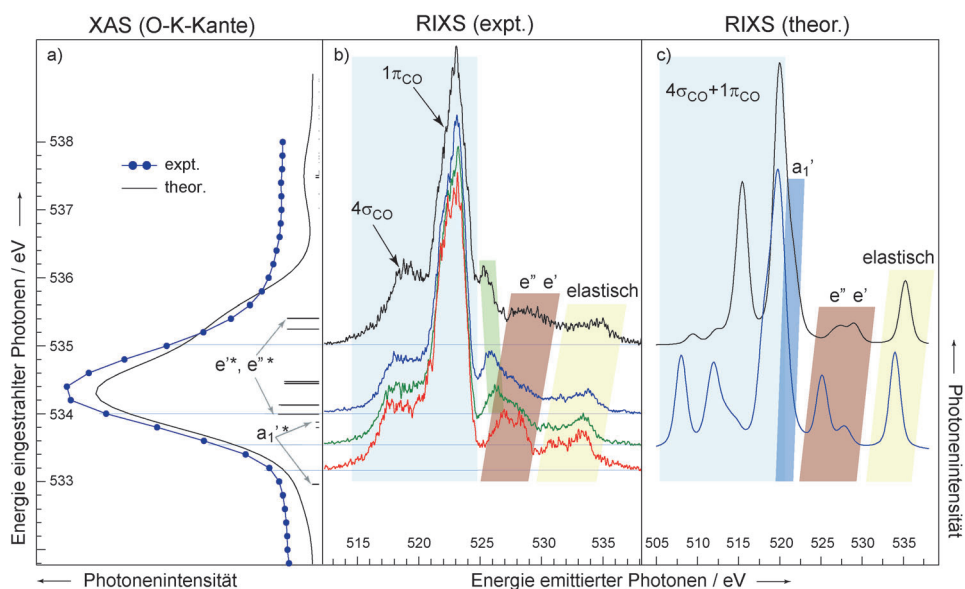 XAS (O-K-Kante)
RIXS (expt.)
RIXS (theor.)
a)
b)
c)
Energie eingestrahlter Photonen / eV
538
537
536
535
534
533
expt.
theor.
e'*, e''*
a₁'*
1πCO
4σCO
e'' e'
elastisch
4σCO+1πCO
a₁'
e'' e'
elastisch
515 520 525 530 535
505 510 515 520 525 530 535
Photonenintensität
Energie emittierter Photonen / eV
Photonenintensität